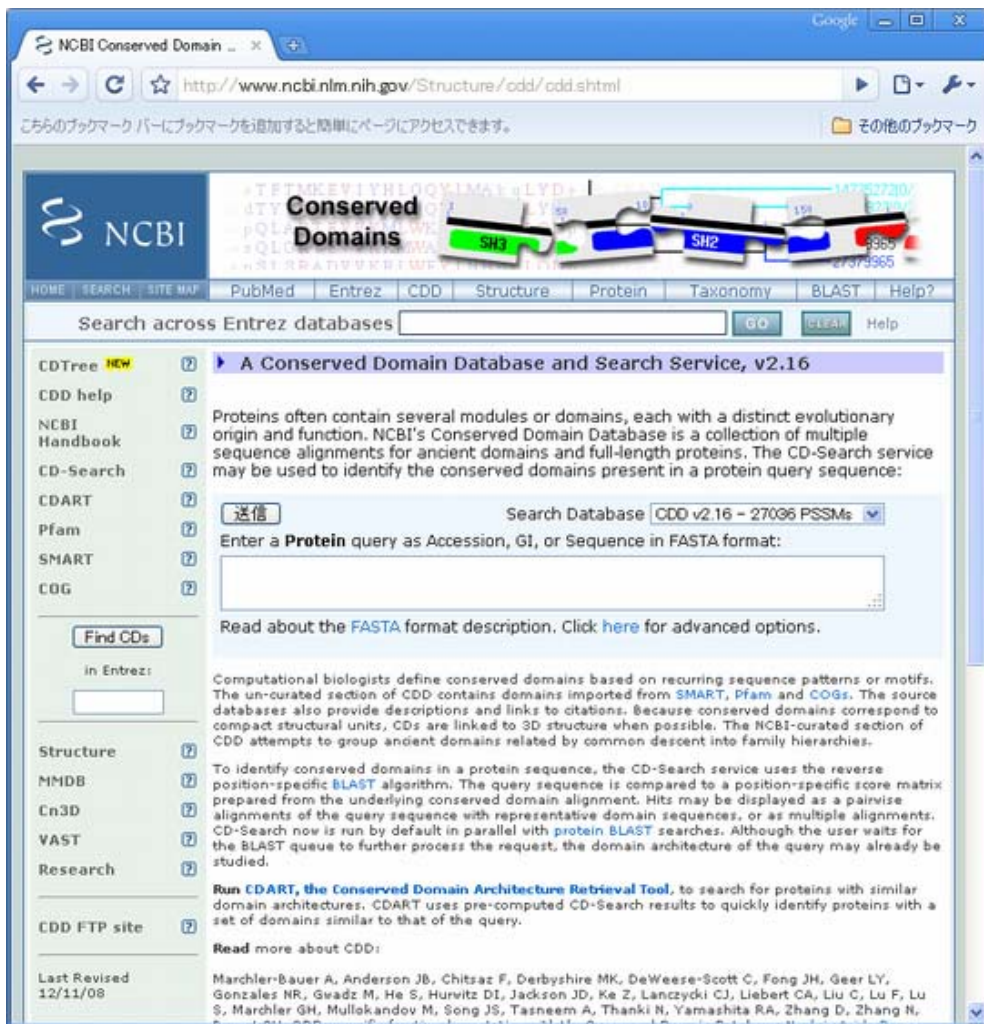 Google
NCBI Conserved Domain ...
http://www.ncbi.nlm.nih.gov/Structure/cdd/cdd.shtml
こちらのブックマーク バーにブックマークを追加すると簡単にページにアクセスできます。
その他のブックマーク
NCBI
Conserved
Domains
SH3
SH2
HOME SEARCH SITE MAP PubMed Entrez CDD Structure Protein Taxonomy BLAST Help?
Search across Entrez databases GO CLEAR Help
CDTree NEW
CDD help
NCBI
Handbook
CD-Search
CDART
Pfam
SMART
COG
Find CDs
in Entrez:
Structure
MMDB
Cn3D
VAST
Research
CDD FTP site
Last Revised
12/11/08
A Conserved Domain Database and Search Service, v2.16
Proteins often contain several modules or domains, each with a distinct evolutionary
origin and function. NCBI's Conserved Domain Database is a collection of multiple
sequence alignments for ancient domains and full-length proteins. The CD-Search service
may be used to identify the conserved domains present in a protein query sequence:
送信 Search Database CDD v2.16 - 27036 PSSMs
Enter a Protein query as Accession, GI, or Sequence in FASTA format:
Read about the FASTA format description. Click here for advanced options.
Computational biologists define conserved domains based on recurring sequence patterns or motifs.
The un-curated section of CDD contains domains imported from SMART, Pfam and COGs. The source
databases also provide descriptions and links to citations. Because conserved domains correspond to
compact structural units, CDs are linked to 3D structure when possible. The NCBI-curated section of
CDD attempts to group ancient domains related by common descent into family hierarchies.
To identify conserved domains in a protein sequence, the CD-Search service uses the reverse
position-specific BLAST algorithm. The query sequence is compared to a position-specific score matrix
prepared from the underlying conserved domain alignment. Hits may be displayed as a pairwise
alignments of the query sequence with representative domain sequences, or as multiple alignments.
CD-Search now is run by default in parallel with protein BLAST searches. Although the user waits for
the BLAST queue to further process the request, the domain architecture of the query may already be
studied.
Run CDART, the Conserved Domain Architecture Retrieval Tool, to search for proteins with similar
domain architectures. CDART uses pre-computed CD-Search results to quickly identify proteins with a
set of domains similar to that of the query.
Read more about CDD:
Marchler-Bauer A, Anderson JB, Chitsaz F, Derbyshire MK, DeWeese-Scott C, Fong JH, Geer LY,
Gonzales NR, Gwadz M, He S, Hurwitz DI, Jackson JD, Ke Z, Lanczycki CJ, Liebert CA, Liu C, Lu F, Lu
S, Marchler GH, Mullokandov M, Song JS, Tasneem A, Thanki N, Yamashita RA, Zhang D, Zhang N,